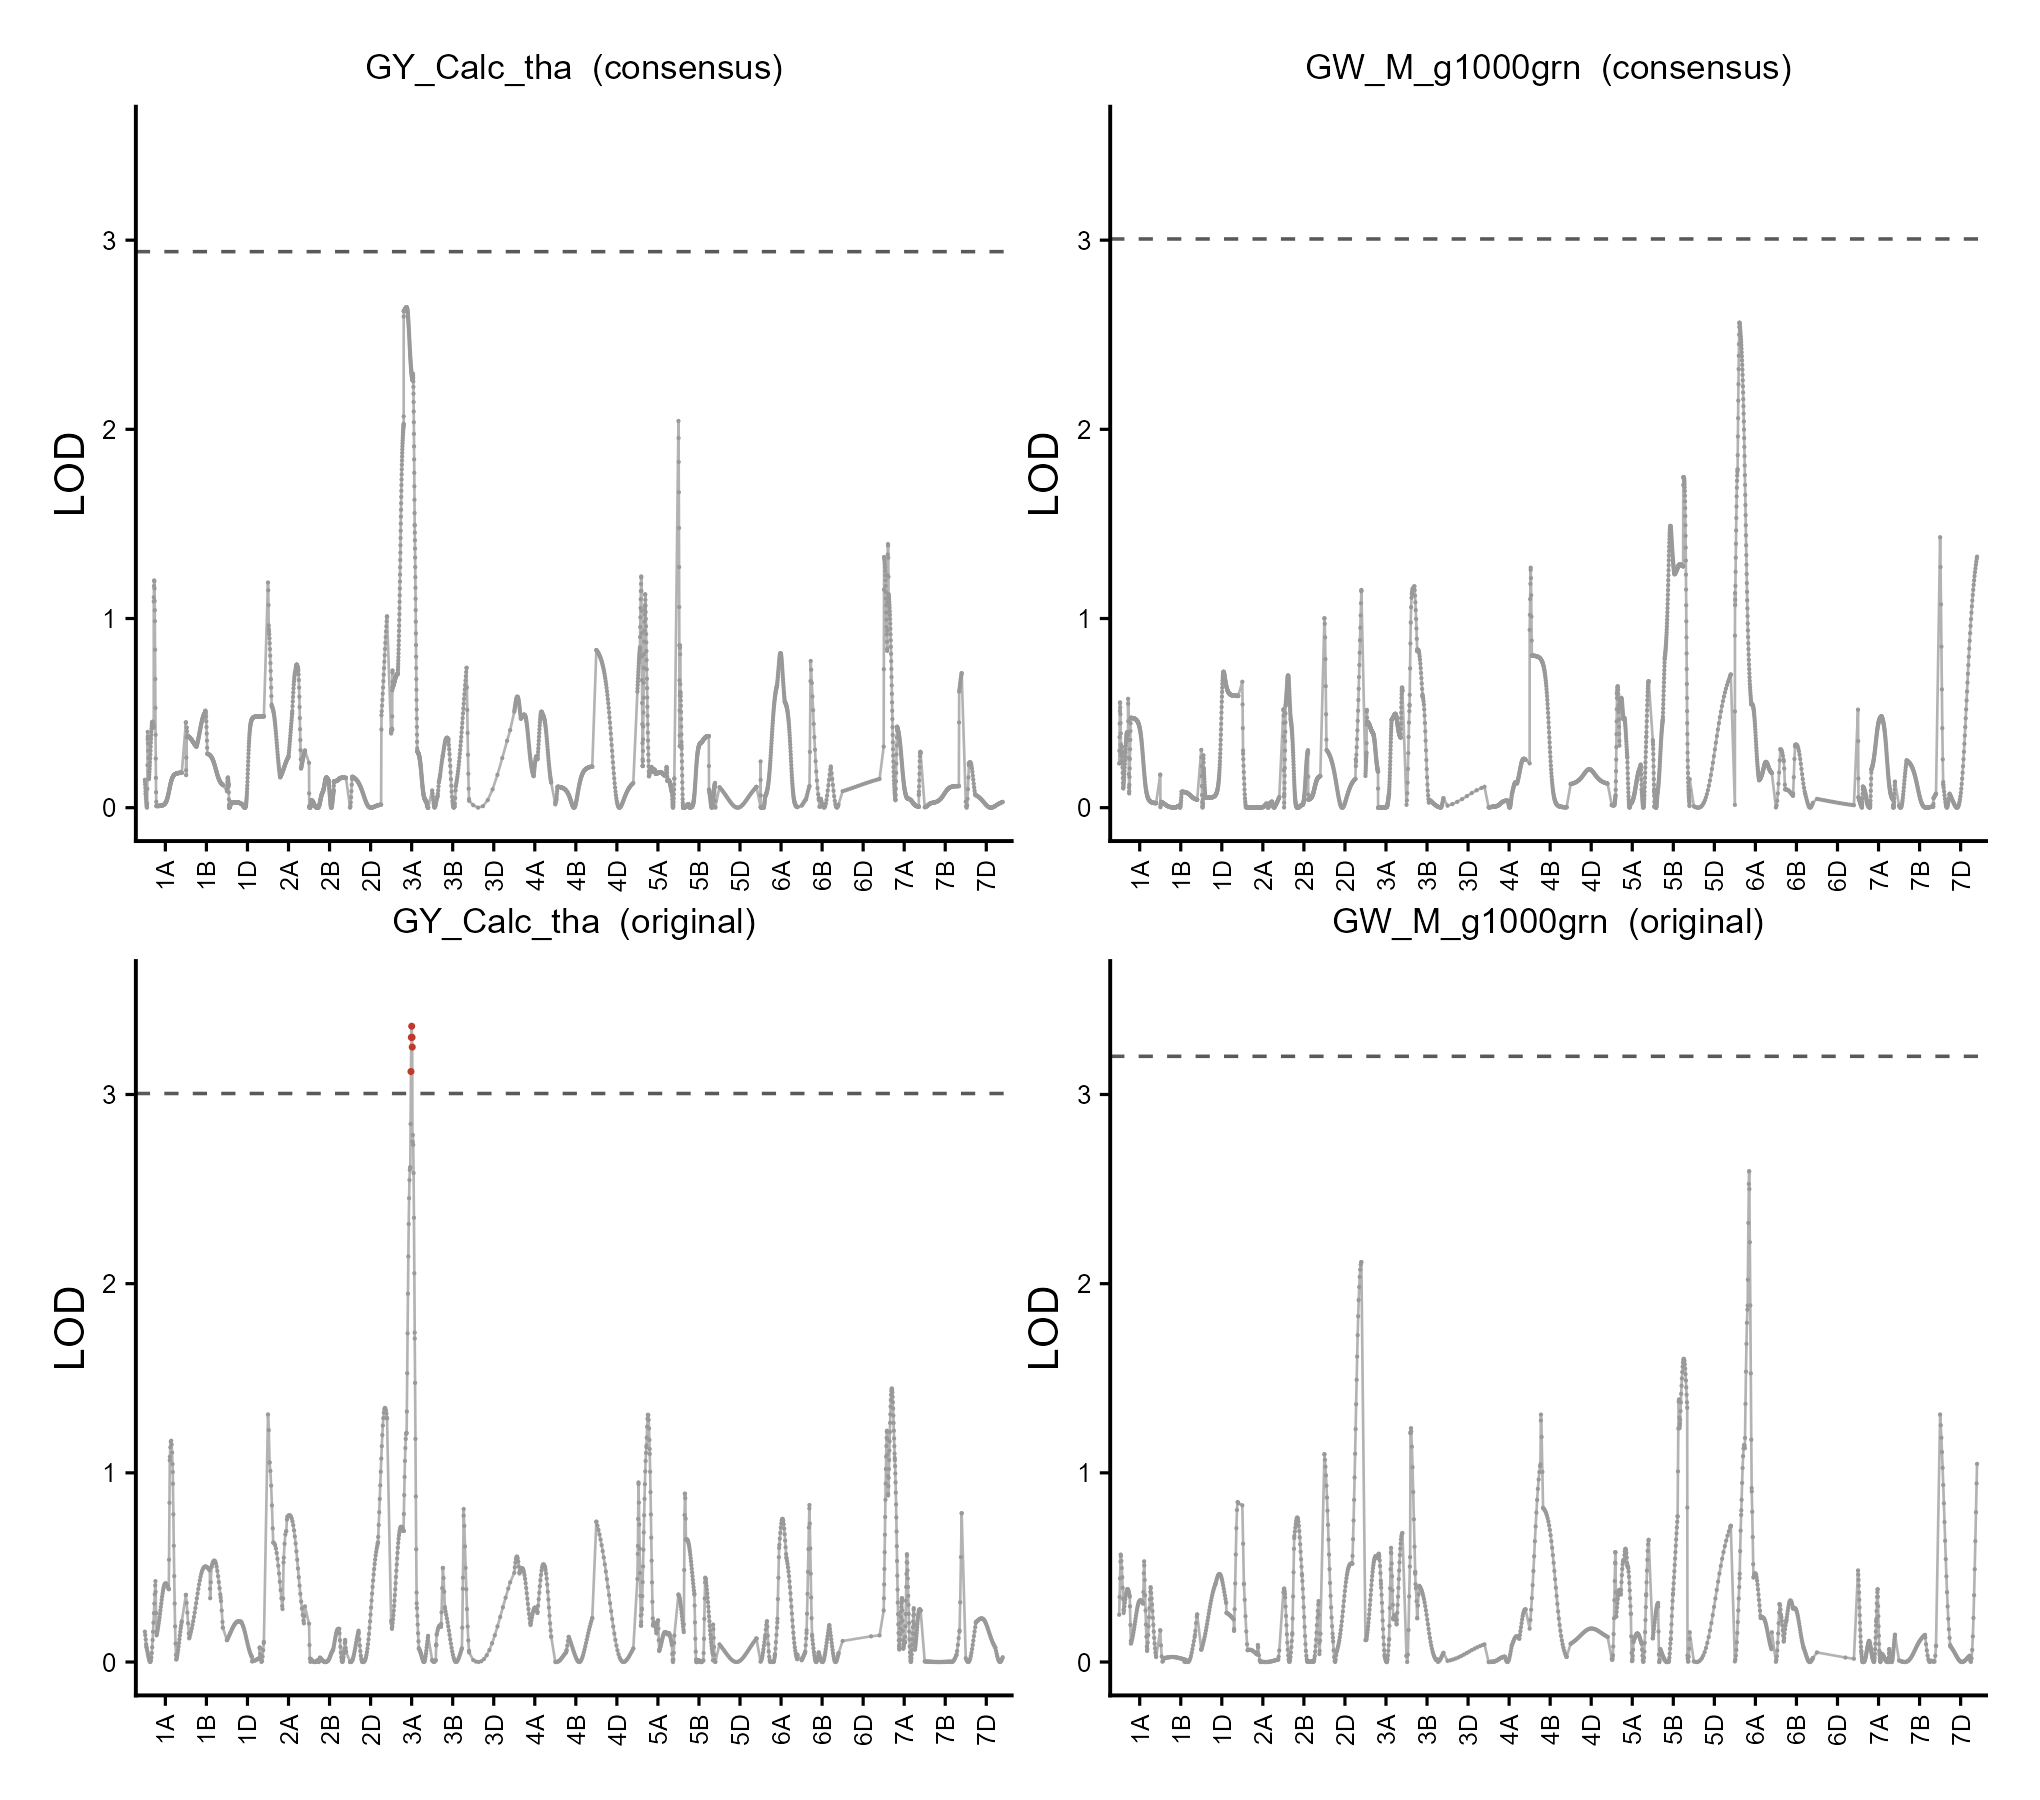 GY_Calc_tha (consensus)
LOD
3
2
1
0
1A 1B 1D 2A 2B 2D 3A 3B 3D 4A 4B 4D 5A 5B 5D 6A 6B 6D 7A 7B 7D
GW_M_g1000grn (consensus)
LOD
3
2
1
0
1A 1B 1D 2A 2B 2D 3A 3B 3D 4A 4B 4D 5A 5B 5D 6A 6B 6D 7A 7B 7D
GY_Calc_tha (original)
LOD
3
2
1
0
1A 1B 1D 2A 2B 2D 3A 3B 3D 4A 4B 4D 5A 5B 5D 6A 6B 6D 7A 7B 7D
GW_M_g1000grn (original)
LOD
3
2
1
0
1A 1B 1D 2A 2B 2D 3A 3B 3D 4A 4B 4D 5A 5B 5D 6A 6B 6D 7A 7B 7D